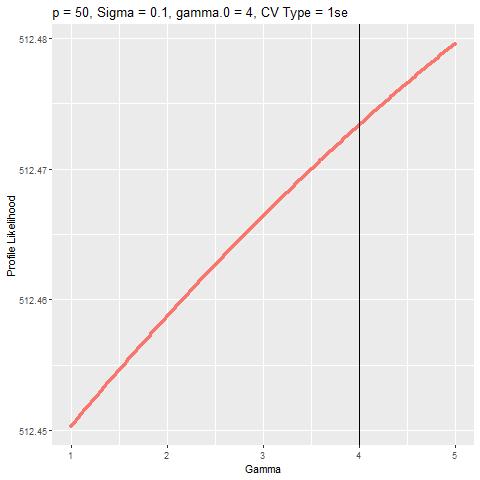 p = 50, Sigma = 0.1, gamma.0 = 4, CV Type = 1se
512.48
512.47
512.46
512.45
Profile Likelihood
1 2 3 4 5
Gamma